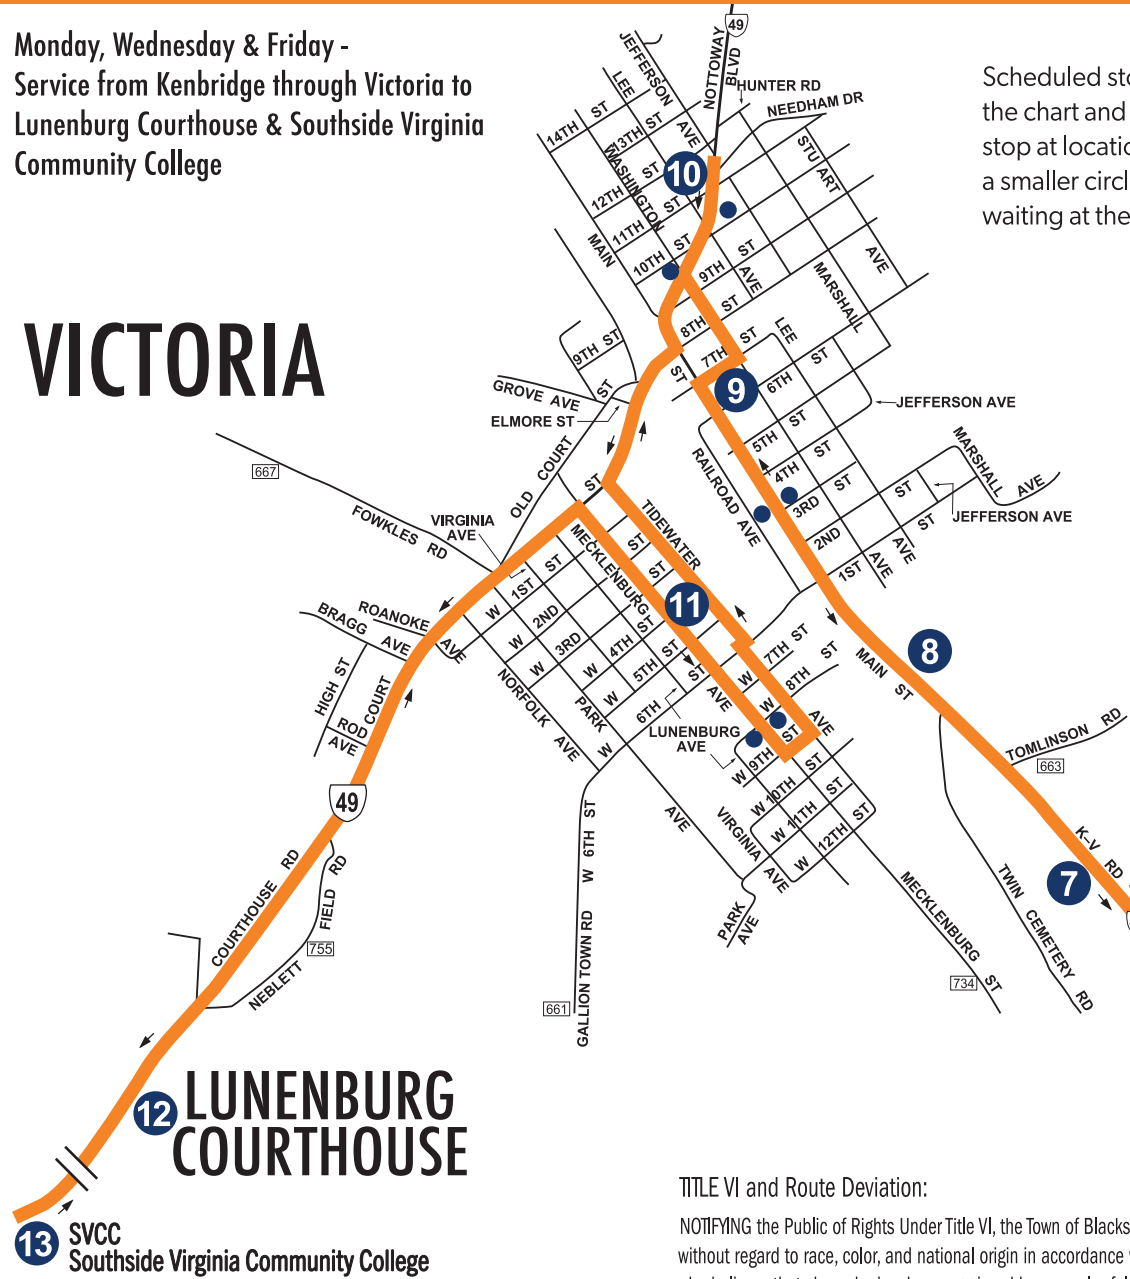 Monday, Wednesday & Friday -
Service from Kenbridge through Victoria to
Lunenburg Courthouse & Southside Virginia
Community College
Scheduled sto
the chart and
stop at locatio
a smaller circl
waiting at the
VICTORIA
49
NOTTOWAY
BLVD
JEFFERSON
AVE
LEE
HUNTER RD
NEEDHAM DR
14TH ST
13TH ST
WASHINGTON
12TH ST
11TH ST
10TH ST
STUART
AVE
MAIN
10
9TH ST
AVE
MARSHALL
8TH ST
9TH ST
7TH ST
LEE
ST
6TH ST
9
GROVE AVE
ELMORE ST
ST
JEFFERSON AVE
5TH ST
4TH ST
MARSHALL
AVE
RAILROAD AVE
3RD ST
ST
JEFFERSON AVE
2ND
ST
1ST
AVE
AVE
667
FOWKLES RD
OLD COURT
ST
VIRGINIA
AVE
TIDEWATER
MECKLENBURG
ST
ST
W 1ST ST
W 2ND
W 3RD
ST
W 4TH
W 5TH ST
W 6TH ST
11
ROANOKE
AVE
BRAGG AVE
HIGH ST
COURT
ROD
AVE
NORFOLK AVE
PARK
AVE
LUNENBURG
AVE
W 7TH ST
W 8TH ST
AVE
W 9TH ST
W 10TH ST
W 11TH ST
W 12TH ST
VIRGINIA
AVE
AVE
PARK
AVE
8
MAIN ST
TOMLINSON RD
663
K-V RD
7
TWIN CEMETERY RD
MECKLENBURG ST
734
49
COURTHOUSE RD
NEBLETT FIELD RD
755
GALLION TOWN RD W 6TH ST
661
12
LUNENBURG
COURTHOUSE
13
SVCC
Southside Virginia Community College
TITLE VI and Route Deviation:
NOTIFYING the Public of Rights Under Title VI, the Town of Blacks
without regard to race, color, and national origin in accordance